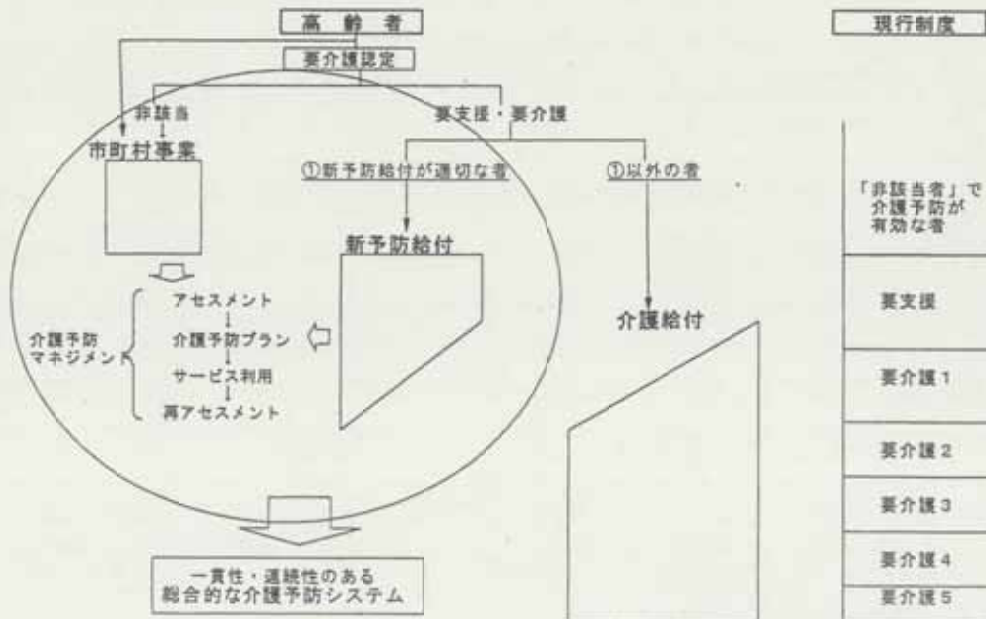 高齢者
現行制度
要介護認定
非該当
↓
市町村事業
要支援・要介護
①新予防給付が適切な者
①以外の者
新予防給付
介護給付
介護予防
マネジメント
アセスメント
↓
介護予防プラン
↓
サービス利用
↓
再アセスメント
一貫性・連続性のある
総合的な介護予防システム
「非該当者」で
介護予防が
有効な者
要支援
要介護1
要介護2
要介護3
要介護4
要介護5